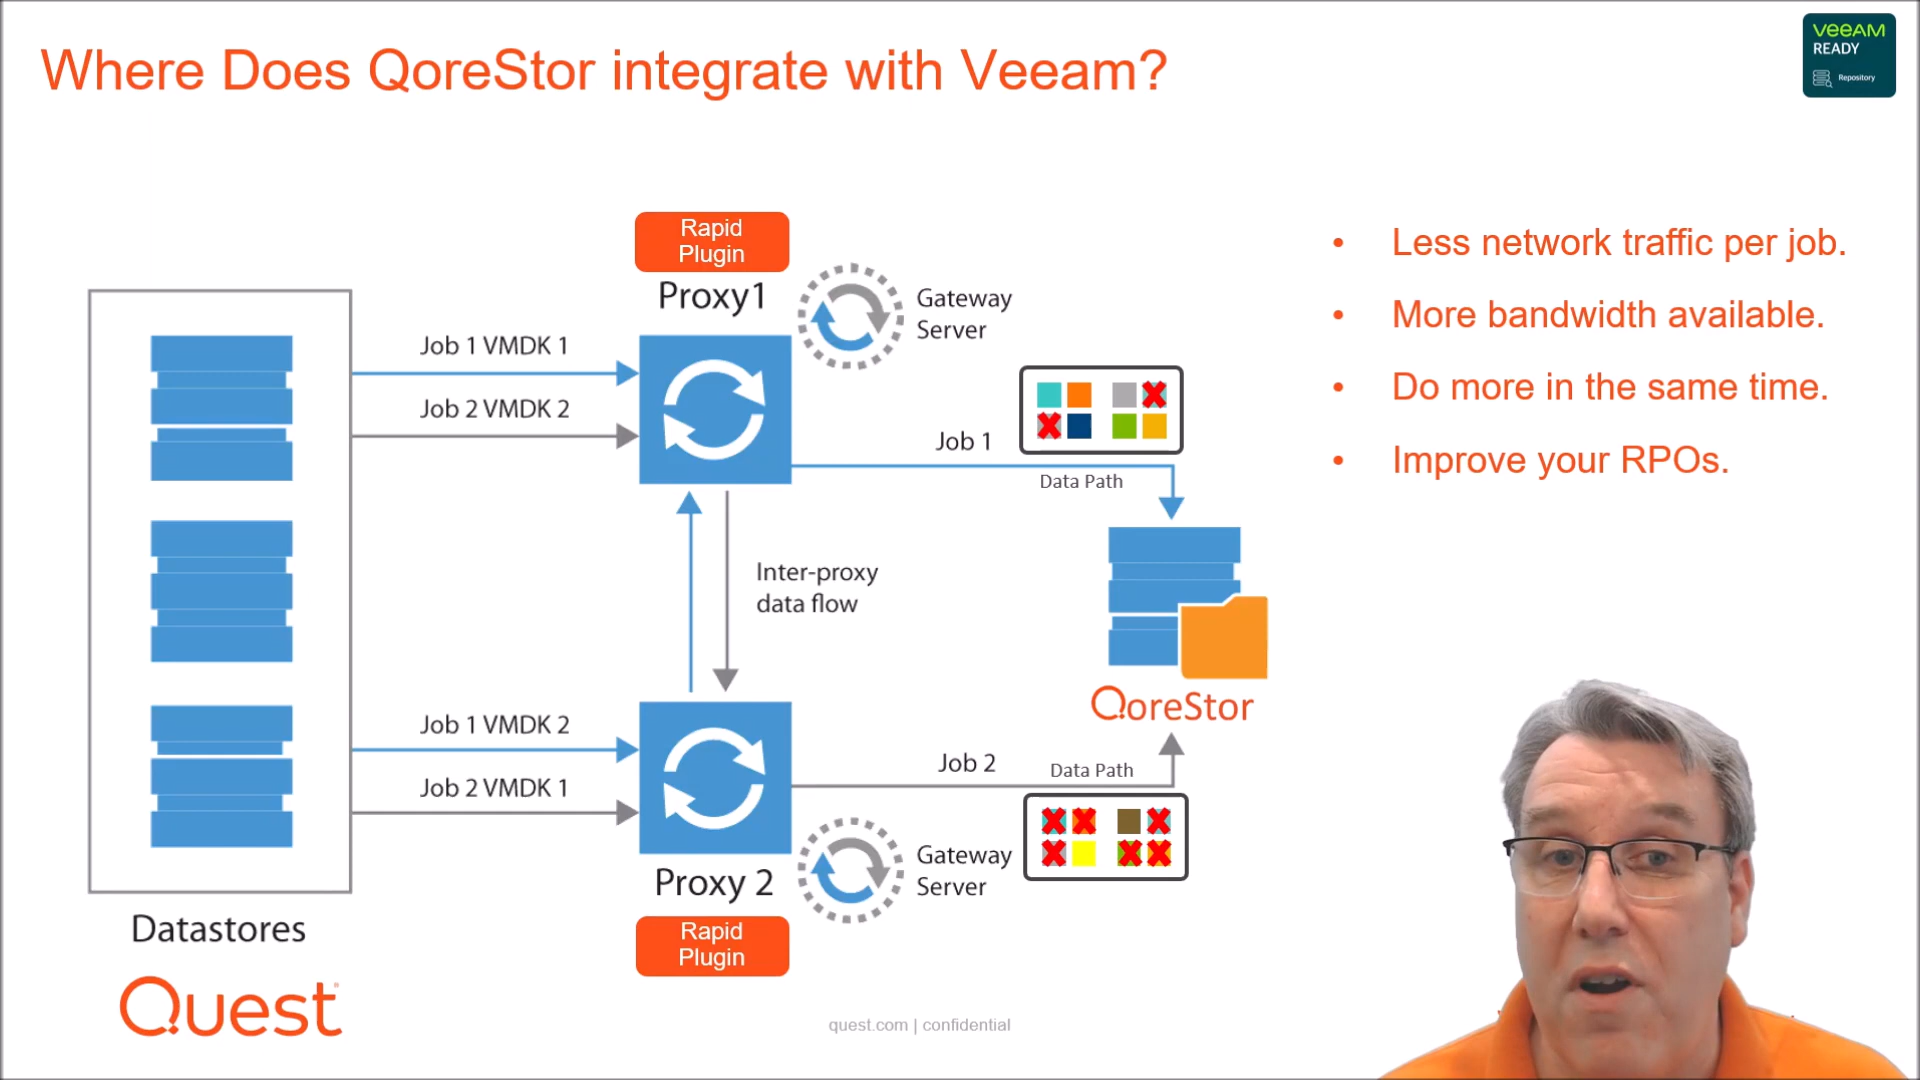 Where Does QoreStor integrate with Veeam?
veeAM
READY
Repository
Rapid
Plugin
Proxy1
Gateway
Server
Job 1 VMDK 1
Job 2 VMDK 2
Job 1
Data Path
Inter-proxy
data flow
QoreStor
Job 1 VMDK 2
Job 2 VMDK 1
Job 2
Data Path
Proxy 2
Gateway
Server
Rapid
Plugin
Datastores
Quest
• Less network traffic per job.
• More bandwidth available.
• Do more in the same time.
• Improve your RPOs.
quest.com | confidential